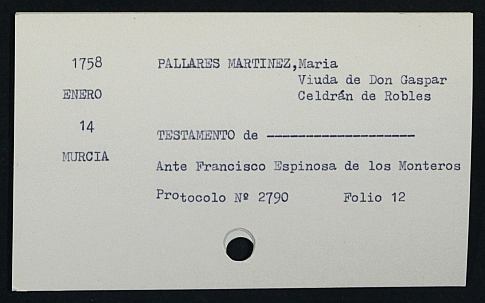 1758 PALLARES MARTINEZ,Maria
Viuda de Don Gaspar
ENERO Celdrán de Robles
14
TESTAMENTO de -------------------
MURCIA
Ante Francisco Espinosa de los Monteros
Protocolo Nº 2790 Folio 12